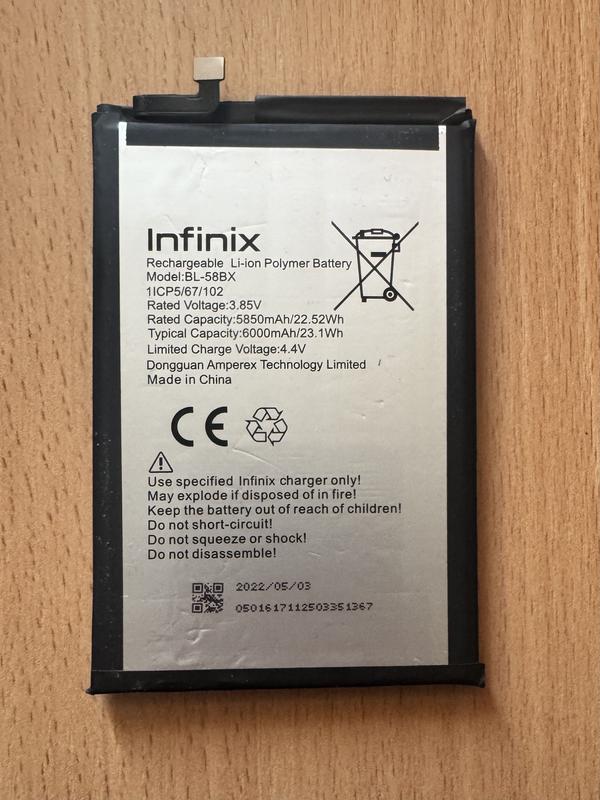 Infinix
Rechargeable Li-ion Polymer Battery
Model:BL-58BX
1ICP5/67/102
Rated Voltage:3.85V
Rated Capacity:5850mAh/22.52Wh
Typical Capacity:6000mAh/23.1Wh
Limited Charge Voltage:4.4V
Dongguan Amperex Technology Limited
Made in China
CE
Use specified Infinix charger only!
May explode if disposed of in fire!
Keep the battery out of reach of children!
Do not short-circuit!
Do not squeeze or shock!
Do not disassemble!
2022/05/03
0501617112503351367